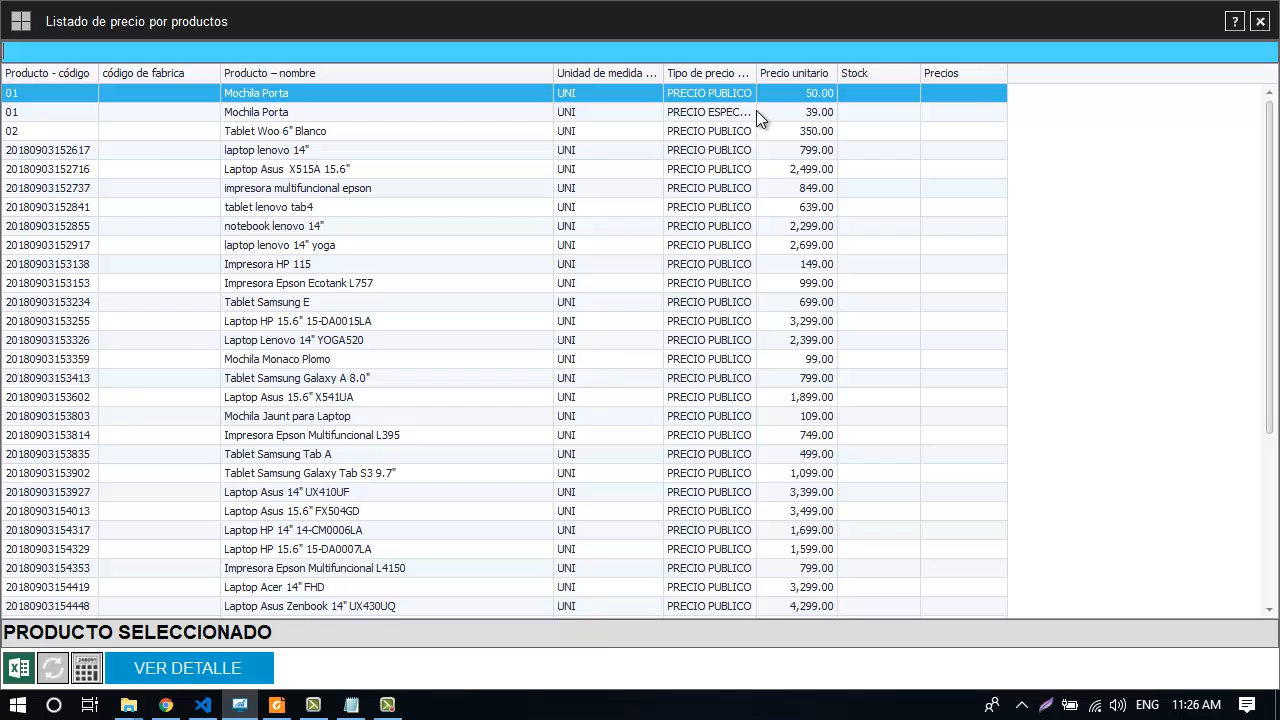 Listado de precio por productos
Producto - código código de fabrica Producto – nombre Unidad de medida ... Tipo de precio ... Precio unitario Stock Precios
01 Mochila Porta UNI PRECIO PUBLICO 50.00
01 Mochila Porta UNI PRECIO ESPEC... 39.00
02 Tablet Woo 6" Blanco UNI PRECIO PUBLICO 350.00
20180903152617 laptop lenovo 14" UNI PRECIO PUBLICO 799.00
20180903152716 Laptop Asus X515A 15.6" UNI PRECIO PUBLICO 2,499.00
20180903152737 impresora multifuncional epson UNI PRECIO PUBLICO 849.00
20180903152841 tablet lenovo tab4 UNI PRECIO PUBLICO 639.00
20180903152855 notebook lenovo 14" UNI PRECIO PUBLICO 2,299.00
20180903152917 laptop lenovo 14" yoga UNI PRECIO PUBLICO 2,699.00
20180903153138 Impresora HP 115 UNI PRECIO PUBLICO 149.00
20180903153153 Impresora Epson Ecotank L757 UNI PRECIO PUBLICO 999.00
20180903153234 Tablet Samsung E UNI PRECIO PUBLICO 699.00
20180903153255 Laptop HP 15.6" 15-DA0015LA UNI PRECIO PUBLICO 3,299.00
20180903153326 Laptop Lenovo 14" YOGA520 UNI PRECIO PUBLICO 2,399.00
20180903153359 Mochila Monaco Plomo UNI PRECIO PUBLICO 99.00
20180903153413 Tablet Samsung Galaxy A 8.0" UNI PRECIO PUBLICO 799.00
20180903153602 Laptop Asus 15.6" X541UA UNI PRECIO PUBLICO 1,899.00
20180903153803 Mochila Jaunt para Laptop UNI PRECIO PUBLICO 109.00
20180903153814 Impresora Epson Multifuncional L395 UNI PRECIO PUBLICO 749.00
20180903153835 Tablet Samsung Tab A UNI PRECIO PUBLICO 499.00
20180903153902 Tablet Samsung Galaxy Tab S3 9.7" UNI PRECIO PUBLICO 1,099.00
20180903153927 Laptop Asus 14" UX410UF UNI PRECIO PUBLICO 3,399.00
20180903154013 Laptop Asus 15.6" FX504GD UNI PRECIO PUBLICO 3,499.00
20180903154317 Laptop HP 14" 14-CM0006LA UNI PRECIO PUBLICO 1,699.00
20180903154329 Laptop HP 15.6" 15-DA0007LA UNI PRECIO PUBLICO 1,599.00
20180903154353 Impresora Epson Multifuncional L4150 UNI PRECIO PUBLICO 799.00
20180903154419 Laptop Acer 14" FHD UNI PRECIO PUBLICO 3,299.00
20180903154448 Laptop Asus Zenbook 14" UX430UQ UNI PRECIO PUBLICO 4,299.00
PRODUCTO SELECCIONADO
VER DETALLE
ENG 11:26 AM